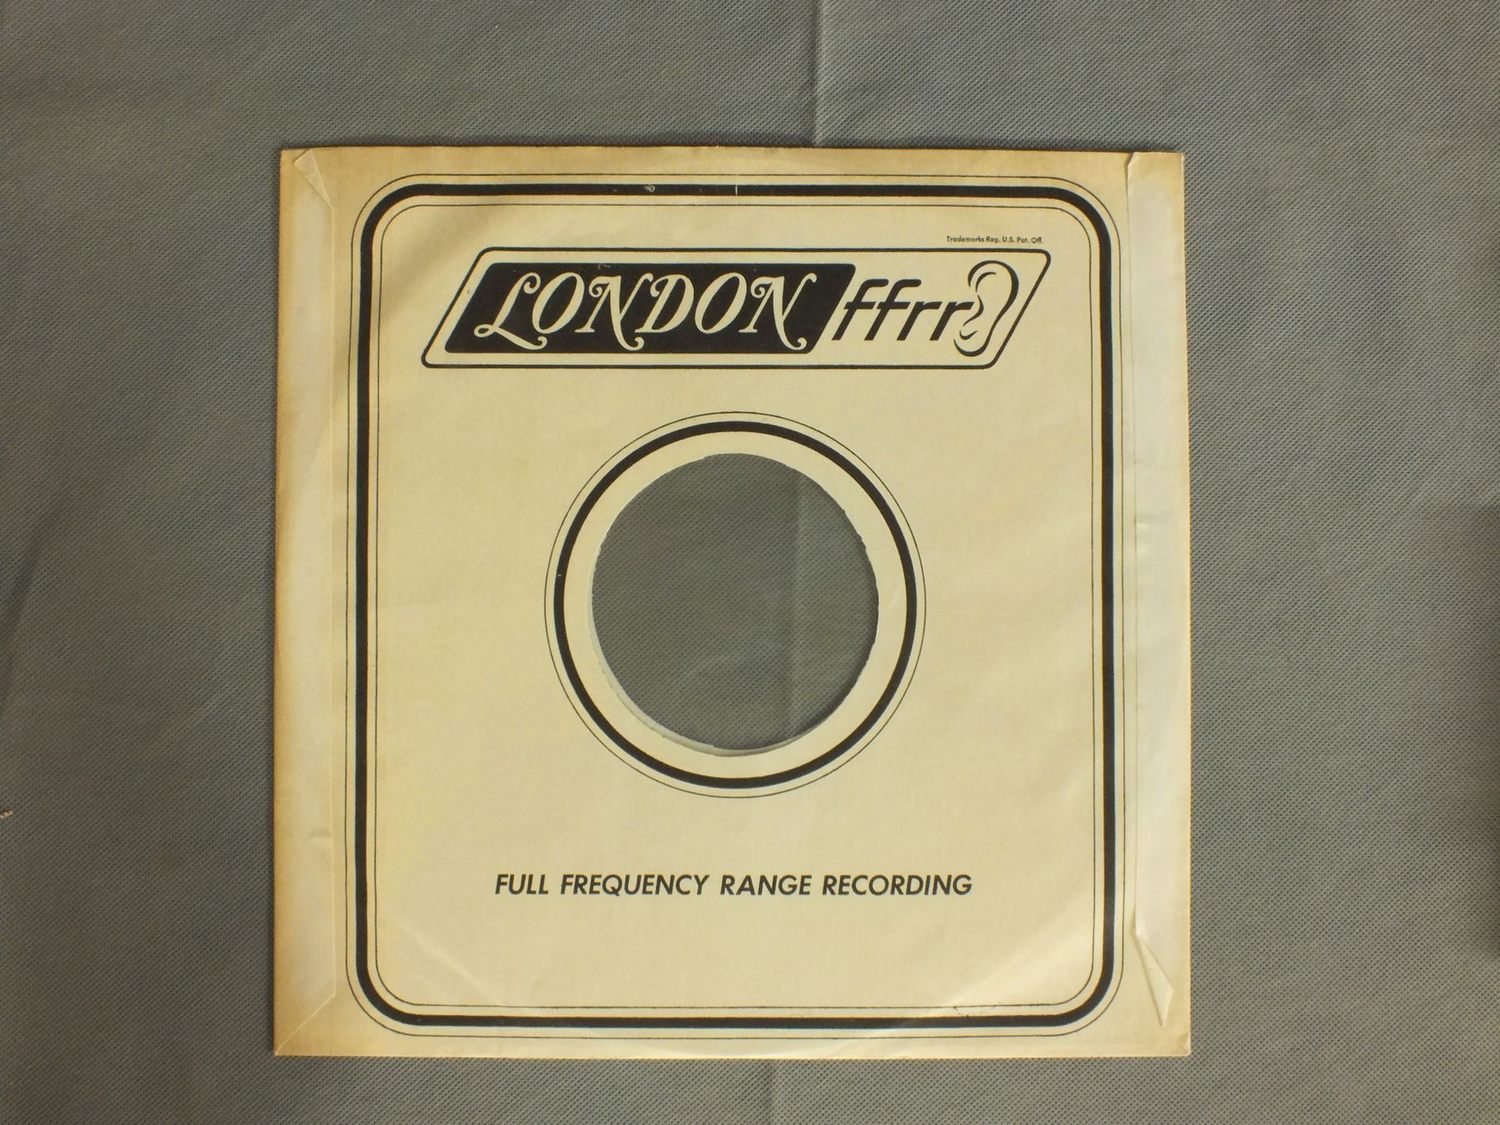 Trademarks Reg. U.S. Pat. Off.
LONDON ffrr
FULL FREQUENCY RANGE RECORDING